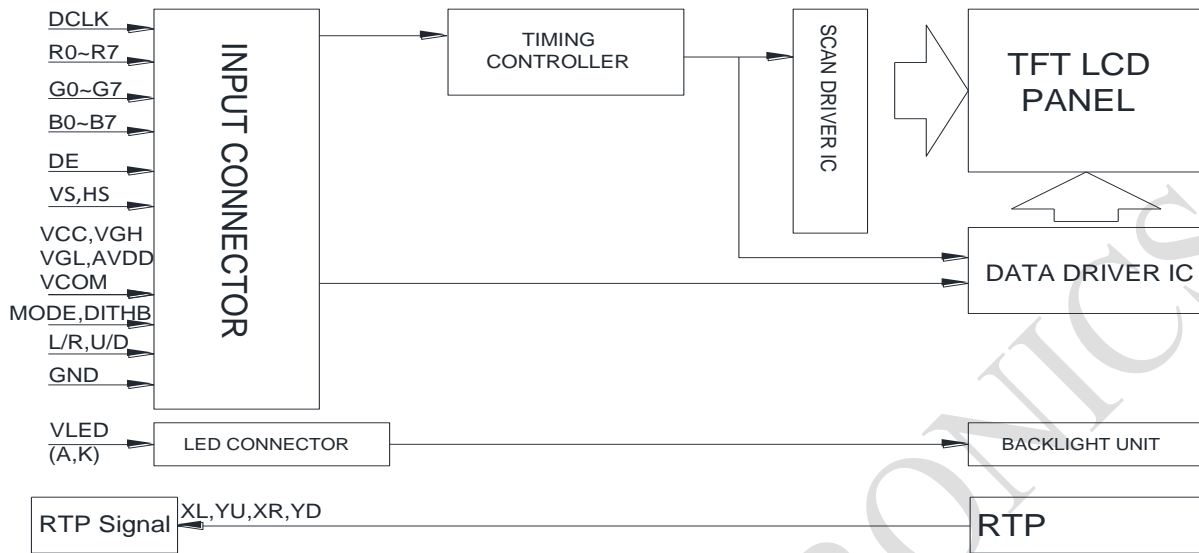 DCLK
R0~R7
G0~G7
B0~B7
DE
VS,HS
VCC,VGH
VGL,AVDD
VCOM
MODE,DITHB
L/R,U/D
GND
INPUT CONNECTOR
TIMING
CONTROLLER
SCAN DRIVER IC
TFT LCD
PANEL
DATA DRIVER IC
VLED
(A,K)
LED CONNECTOR
BACKLIGHT UNIT
RTP Signal
XL,YU,XR,YD
RTP